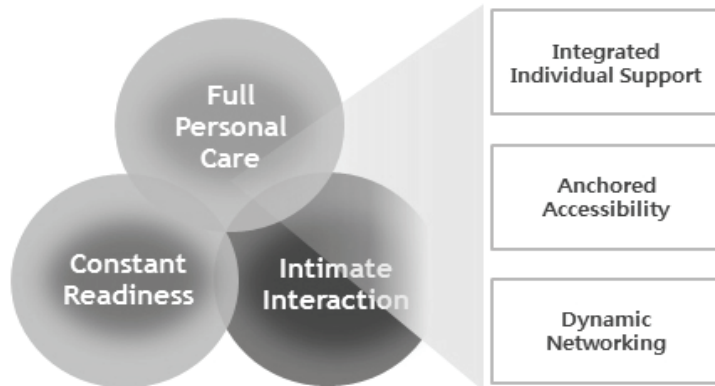 Full
Personal
Care
Constant
Readiness
Intimate
Interaction
Integrated
Individual Support
Anchored
Accessibility
Dynamic
Networking